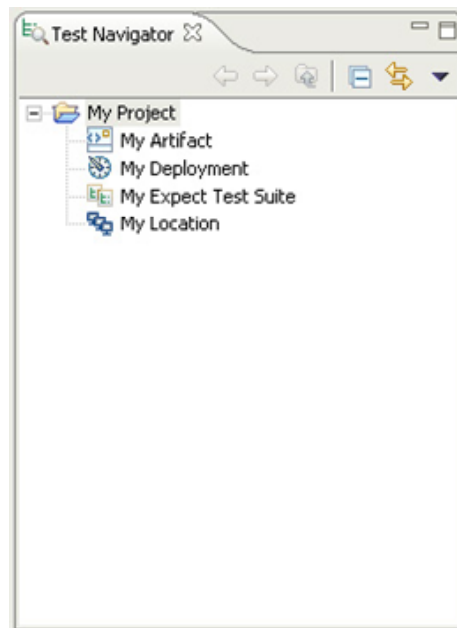 Test Navigator
My Project
My Artifact
My Deployment
My Expect Test Suite
My Location